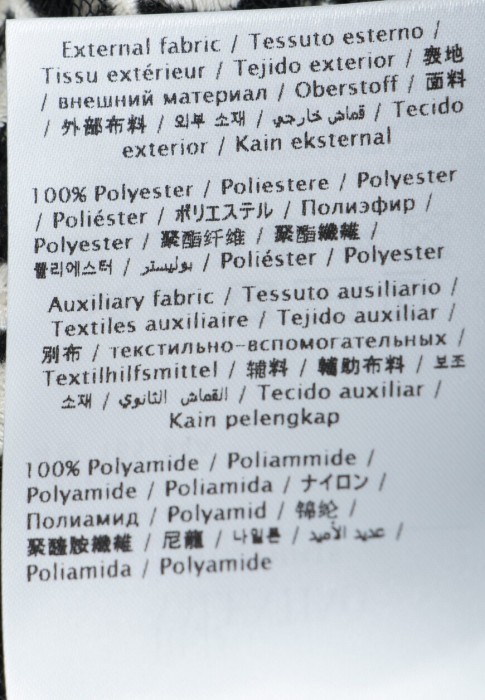 External fabric / Tessuto esterno /
Tissu extérieur / Tejido exterior / 表地
/ внешний материал / Oberstoff / 面料
/ 外部布料 / 외부 소재 / قماش خارجي / Tecido
exterior / Kain eksternal
100% Polyester / Poliestere / Polyester
/ Poliéster / ポリエステル / Полиэфир /
Polyester / 聚酯纤维 / 聚酯纖維 /
폴리에스터 / بوليستر / Poliéster / Polyester
Auxiliary fabric / Tessuto ausiliario /
Textiles auxiliaire / Tejido auxiliar /
別布 / текстильно-вспомогательных /
Textilhilfsmittel / 辅料 / 輔助布料 / 보조
소재 / القماش الثانوي / Tecido auxiliar /
Kain pelengkap
100% Polyamide / Poliammide /
Polyamide / Poliamida / ナイロン /
Полиамид / Polyamid / 锦纶 /
聚醯胺纖維 / 尼龍 / 나일론 / عديد الأميد /
Poliamida / Polyamide